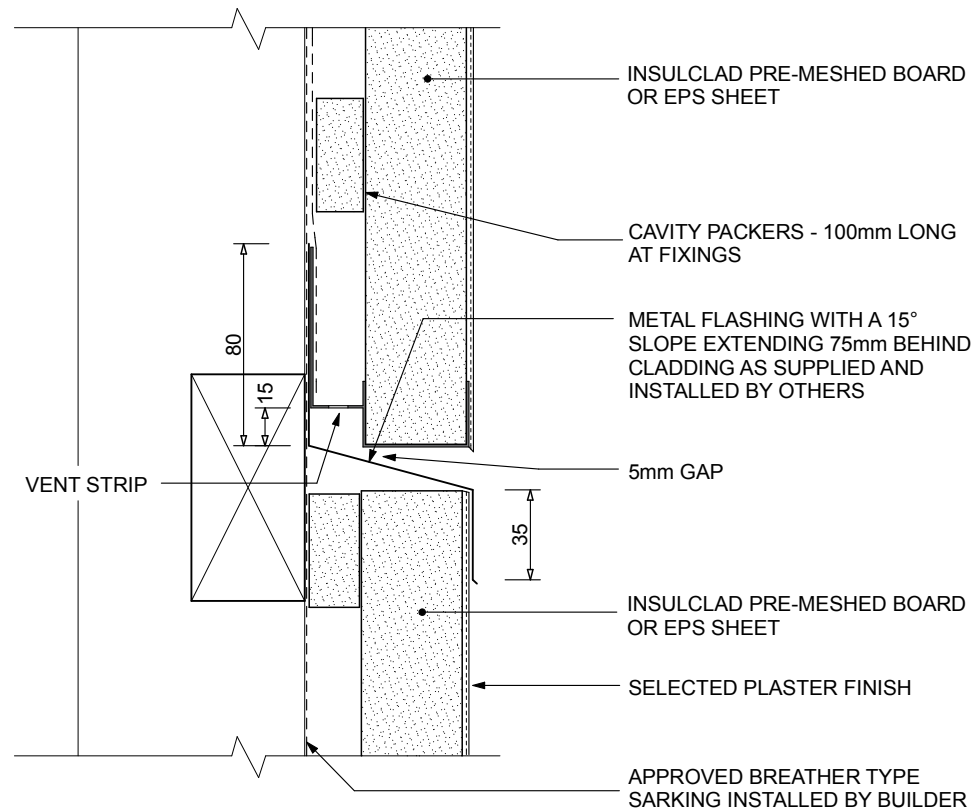 INSULCLAD PRE-MESHED BOARD
OR EPS SHEET
CAVITY PACKERS - 100mm LONG
AT FIXINGS
METAL FLASHING WITH A 15°
SLOPE EXTENDING 75mm BEHIND
CLADDING AS SUPPLIED AND
INSTALLED BY OTHERS
80
15
VENT STRIP
5mm GAP
35
INSULCLAD PRE-MESHED BOARD
OR EPS SHEET
SELECTED PLASTER FINISH
APPROVED BREATHER TYPE
SARKING INSTALLED BY BUILDER